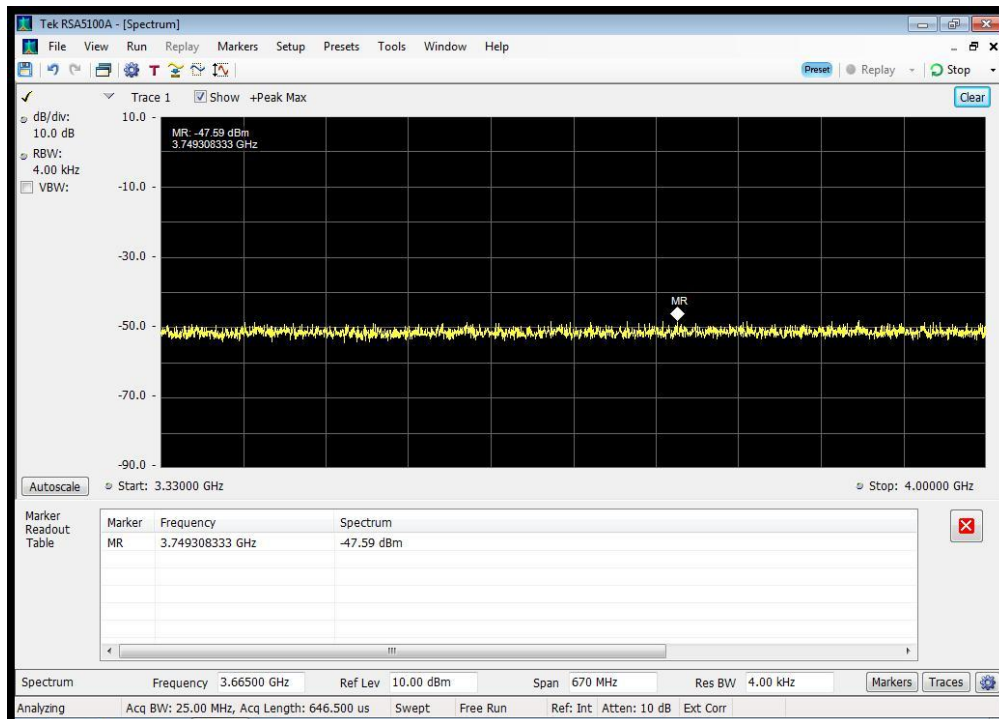 Tek RSA5100A - [Spectrum]
File View Run Replay Markers Setup Presets Tools Window Help
T Preset Replay Stop
Trace 1 Show +Peak Max Clear
dB/div:
10.0 dB
RBW:
4.00 kHz
VBW:
10.0
MR: -47.59 dBm
3.749308333 GHz
-10.0
-30.0
MR
-50.0
-70.0
-90.0
Autoscale Start: 3.33000 GHz Stop: 4.00000 GHz
Marker Readout Table
Marker Frequency Spectrum
MR 3.749308333 GHz -47.59 dBm
Spectrum Frequency 3.66500 GHz Ref Lev 10.00 dBm Span 670 MHz Res BW 4.00 kHz Markers Traces
Analyzing Acq BW: 25.00 MHz, Acq Length: 646.500 us Swept Free Run Ref: Int Atten: 10 dB Ext Corr